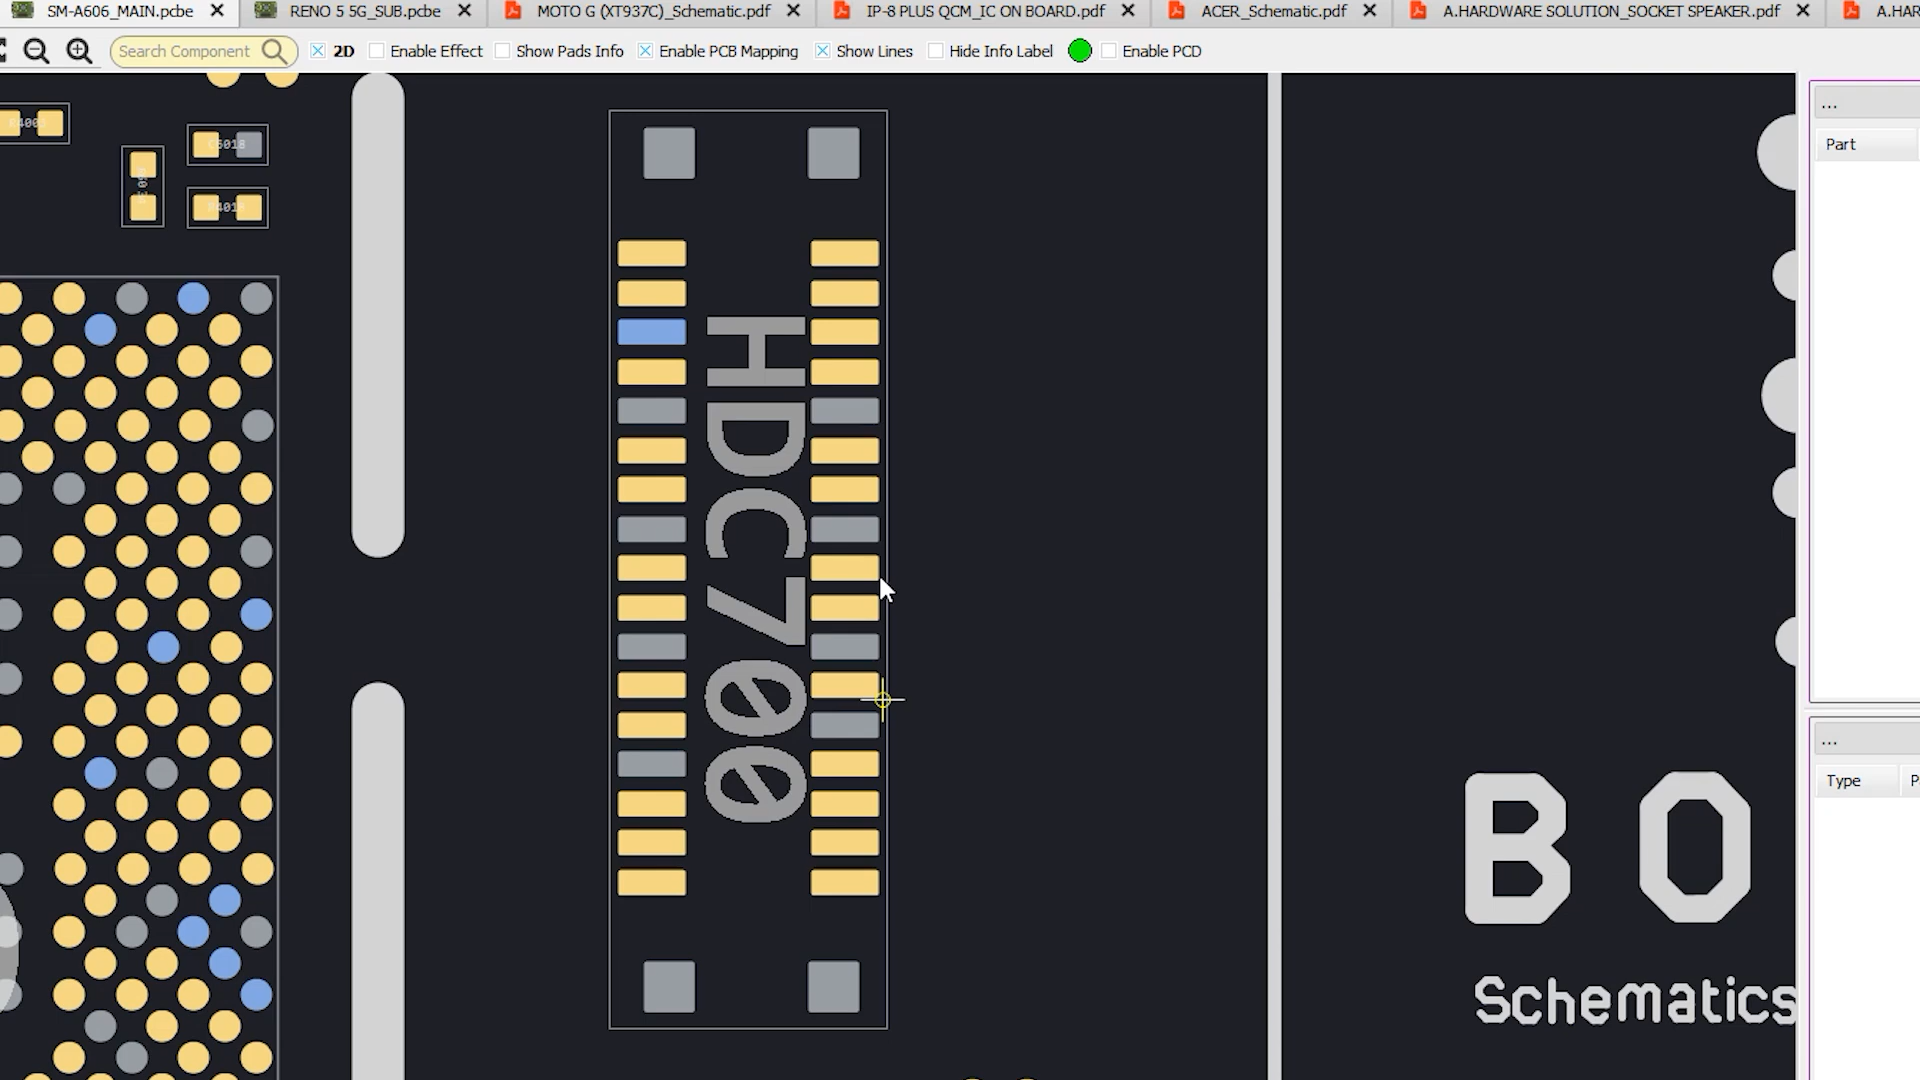 SM-A606_MAIN.pcbe
RENO 5 5G_SUB.pcbe
MOTO G (XT937C)_Schematic.pdf
IP-8 PLUS QCM_IC ON BOARD.pdf
ACER_Schematic.pdf
A.HARDWARE SOLUTION_SOCKET SPEAKER.pdf
A.HAR
Search Component
2D
Enable Effect
Show Pads Info
Enable PCB Mapping
Show Lines
Hide Info Label
Enable PCD
...
Part
HDC700
...
Type
P
BO
Schematics